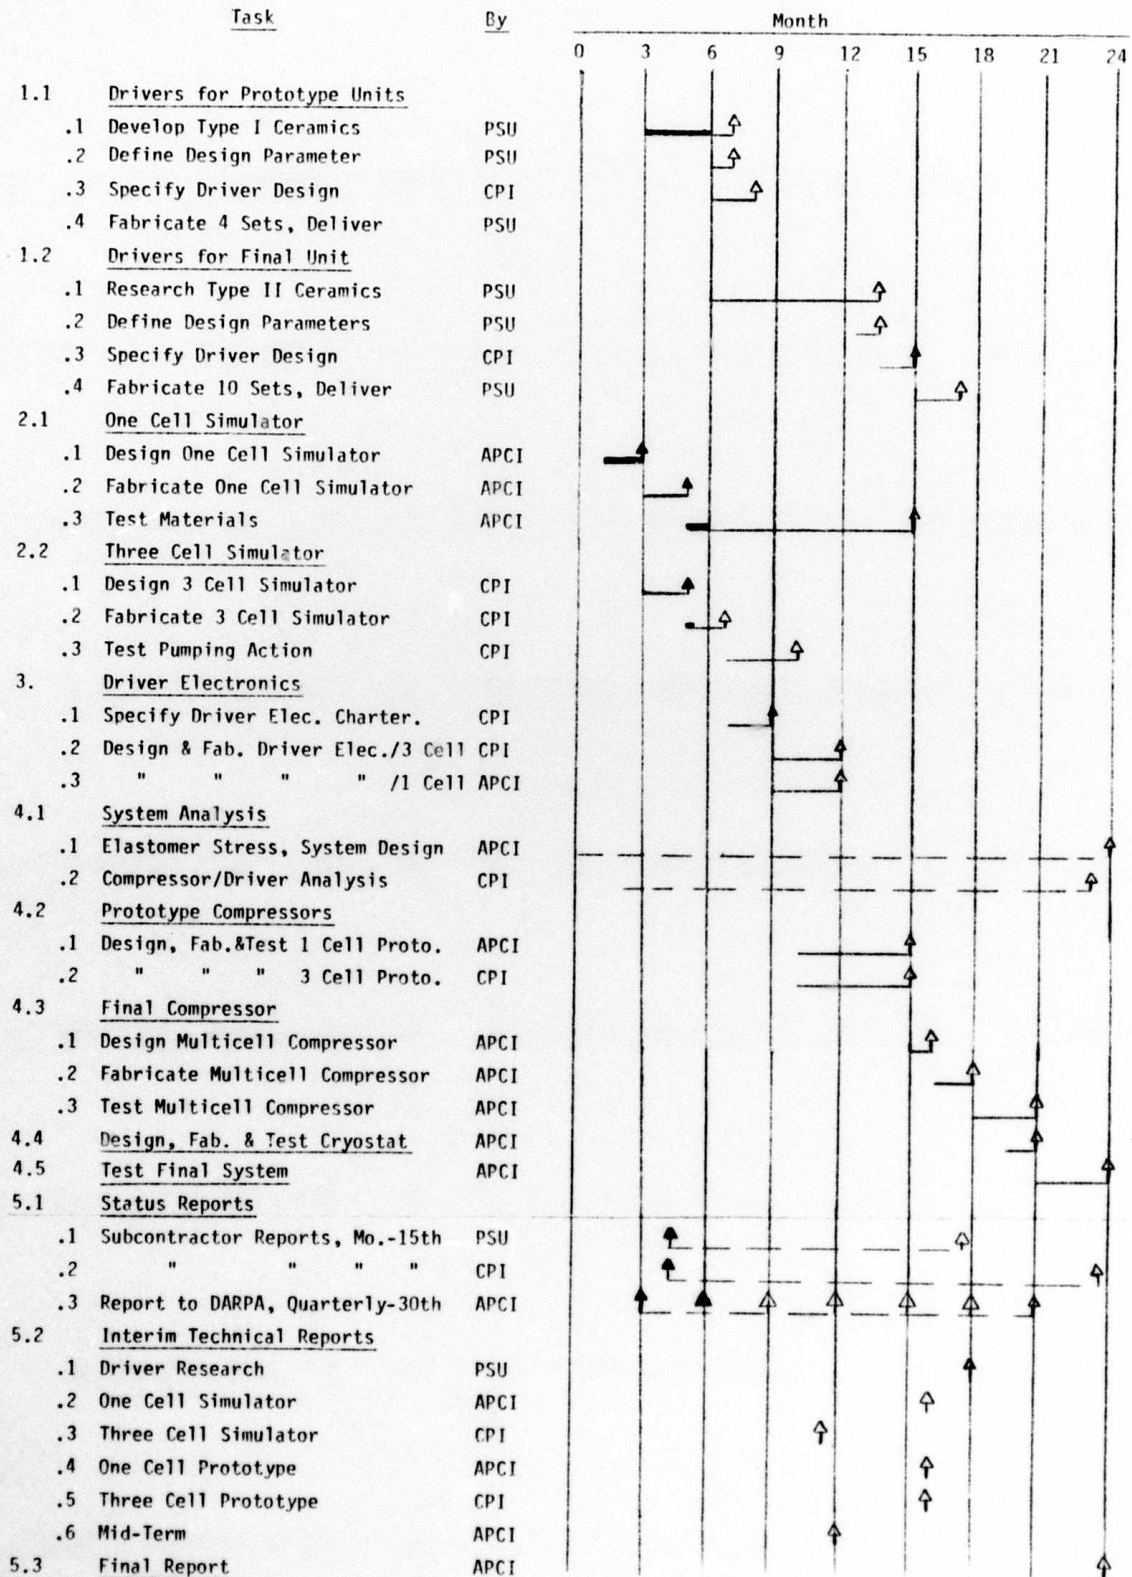 Task By Month
0 3 6 9 12 15 18 21 24
1.1 Drivers for Prototype Units
.1 Develop Type I Ceramics PSU
.2 Define Design Parameter PSU
.3 Specify Driver Design CPI
.4 Fabricate 4 Sets, Deliver PSU
1.2 Drivers for Final Unit
.1 Research Type II Ceramics PSU
.2 Define Design Parameters PSU
.3 Specify Driver Design CPI
.4 Fabricate 10 Sets, Deliver PSU
2.1 One Cell Simulator
.1 Design One Cell Simulator APCI
.2 Fabricate One Cell Simulator APCI
.3 Test Materials APCI
2.2 Three Cell Simulator
.1 Design 3 Cell Simulator CPI
.2 Fabricate 3 Cell Simulator CPI
.3 Test Pumping Action CPI
3. Driver Electronics
.1 Specify Driver Elec. Charter. CPI
.2 Design & Fab. Driver Elec./3 Cell CPI
.3 " " " " /1 Cell APCI
4.1 System Analysis
.1 Elastomer Stress, System Design APCI
.2 Compressor/Driver Analysis CPI
4.2 Prototype Compressors
.1 Design, Fab.&Test 1 Cell Proto. APCI
.2 " " " 3 Cell Proto. CPI
4.3 Final Compressor
.1 Design Multicell Compressor APCI
.2 Fabricate Multicell Compressor APCI
.3 Test Multicell Compressor APCI
4.4 Design, Fab. & Test Cryostat APCI
4.5 Test Final System APCI
5.1 Status Reports
.1 Subcontractor Reports, Mo.-15th PSU
.2 " " " " CPI
.3 Report to DARPA, Quarterly-30th APCI
5.2 Interim Technical Reports
.1 Driver Research PSU
.2 One Cell Simulator APCI
.3 Three Cell Simulator CPI
.4 One Cell Prototype APCI
.5 Three Cell Prototype CPI
.6 Mid-Term APCI
5.3 Final Report APCI